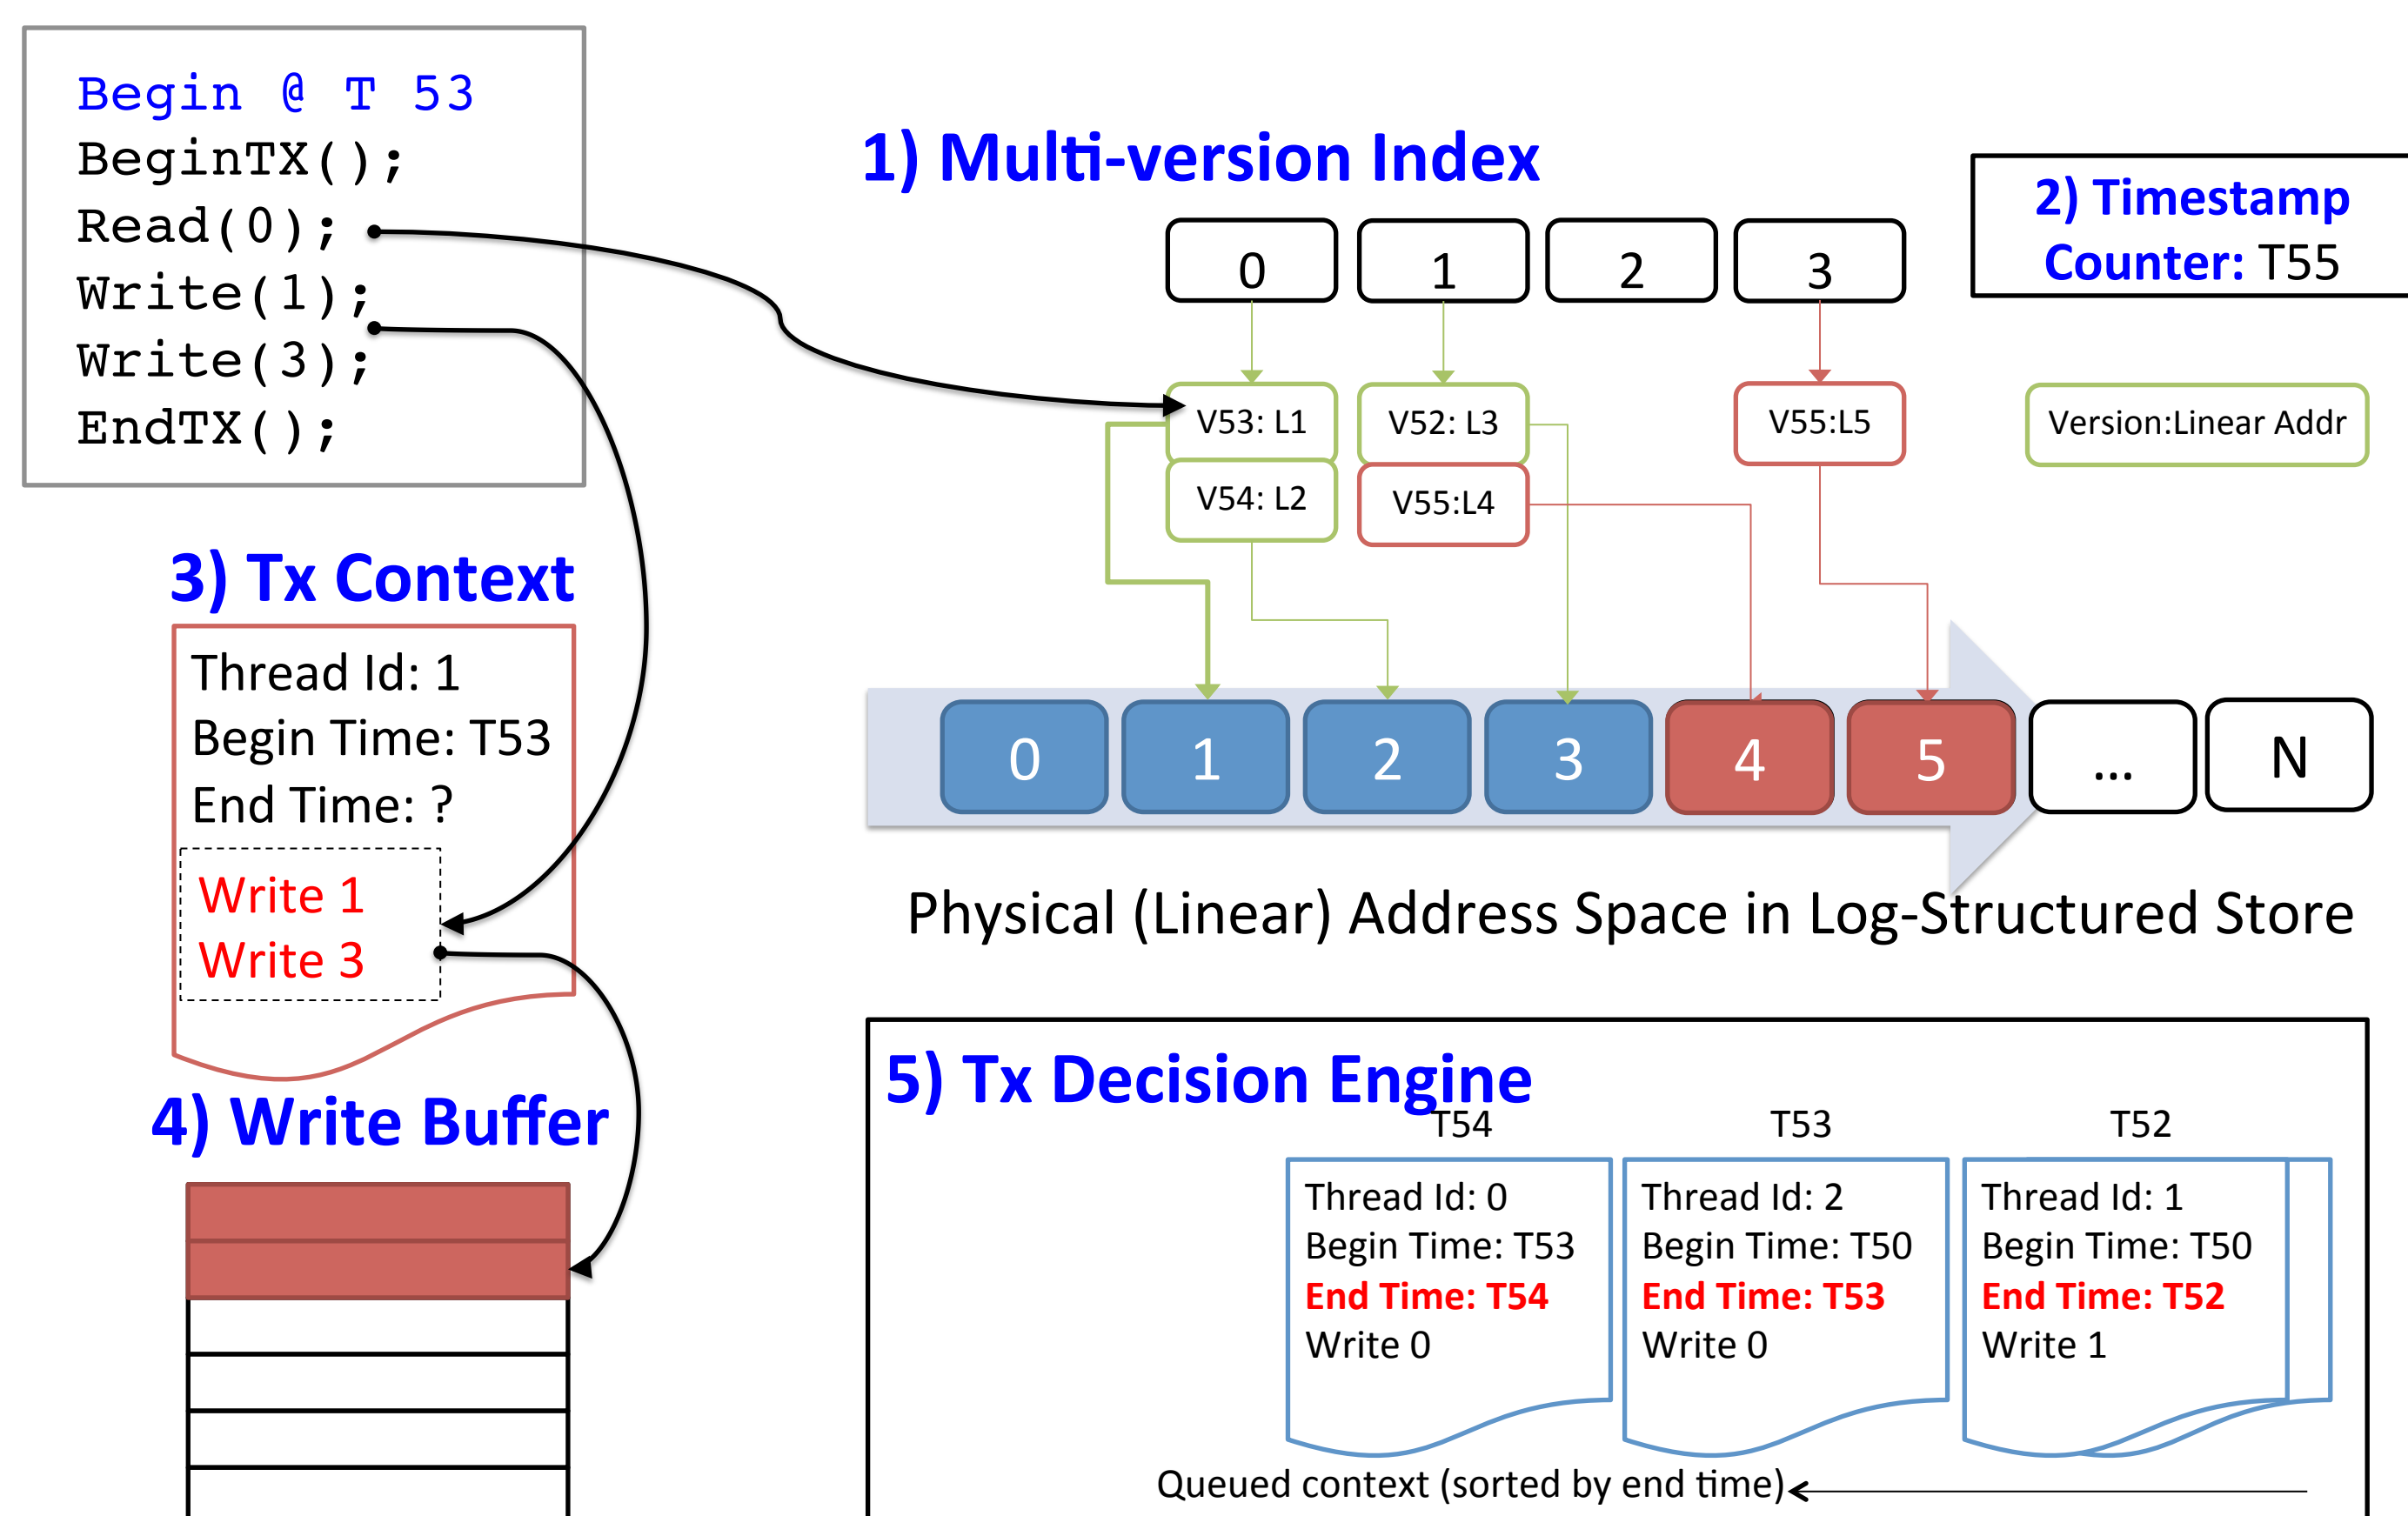 Begin @ T 53
BeginTX();
Read(0);
Write(1);
Write(3);
EndTX();
1) Multi-version Index
2) Timestamp
Counter: T55
0
1
2
3
V53: L1
V52: L3
V55:L5
Version:Linear Addr
V54: L2
V55:L4
3) Tx Context
Thread Id: 1
Begin Time: T53
End Time: ?
Write 1
Write 3
0
1
2
3
4
5
...
N
Physical (Linear) Address Space in Log-Structured Store
4) Write Buffer
5) Tx Decision Engine
T54
T53
T52
Thread Id: 0
Begin Time: T53
End Time: T54
Write 0
Thread Id: 2
Begin Time: T50
End Time: T53
Write 0
Thread Id: 1
Begin Time: T50
End Time: T52
Write 1
Queued context (sorted by end time)